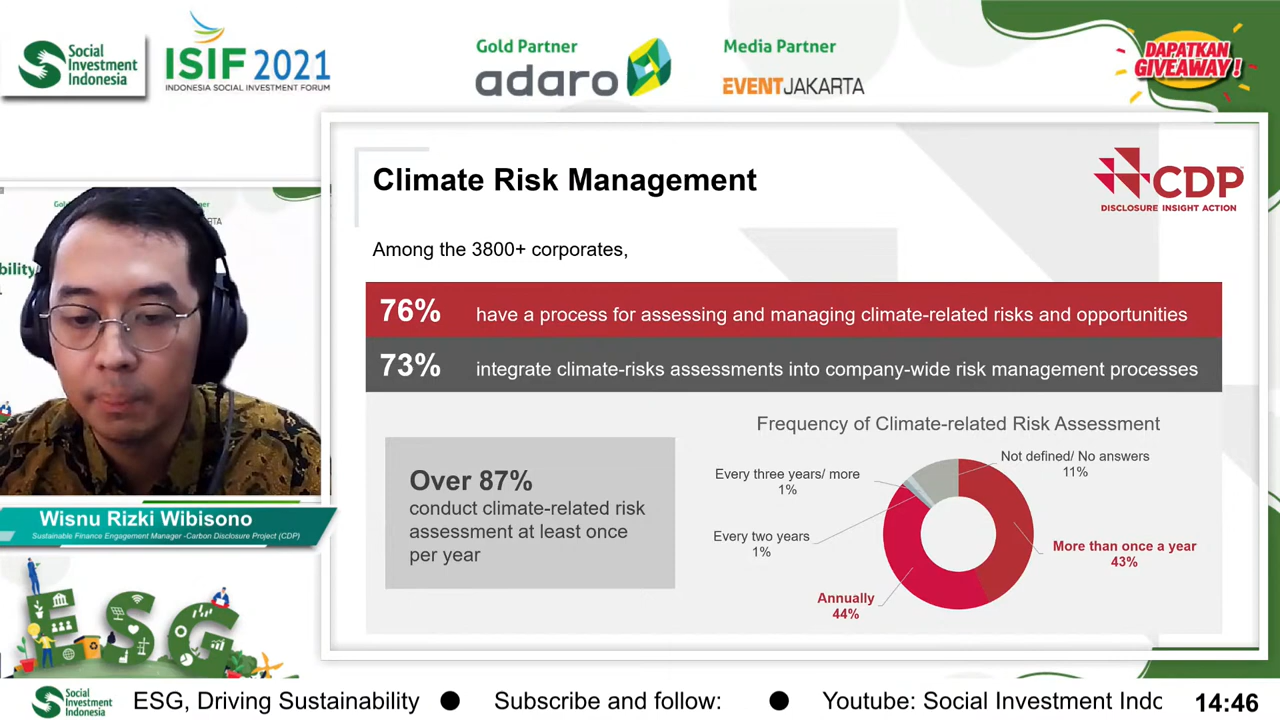 Social
Investment
Indonesia
ISIF 2021
INDONESIA SOCIAL INVESTMENT FORUM
Gold Partner
adaro
Media Partner
EVENTJAKARTA
DAPATKAN
GIVEAWAY !
Climate Risk Management
CDP
DISCLOSURE INSIGHT ACTION
Among the 3800+ corporates,
76% have a process for assessing and managing climate-related risks and opportunities
73% integrate climate-risks assessments into company-wide risk management processes
Over 87%
conduct climate-related risk
assessment at least once
per year
Frequency of Climate-related Risk Assessment
Not defined/ No answers
11%
Every three years/ more
1%
Every two years
1%
More than once a year
43%
Annually
44%
Wisnu Rizki Wibisono
Sustainable Finance Engagement Manager -Carbon Disclosure Project (CDP)
ESG
Social
Investment
Indonesia
ESG, Driving Sustainability ● Subscribe and follow: ● Youtube: Social Investment Indo
14:46